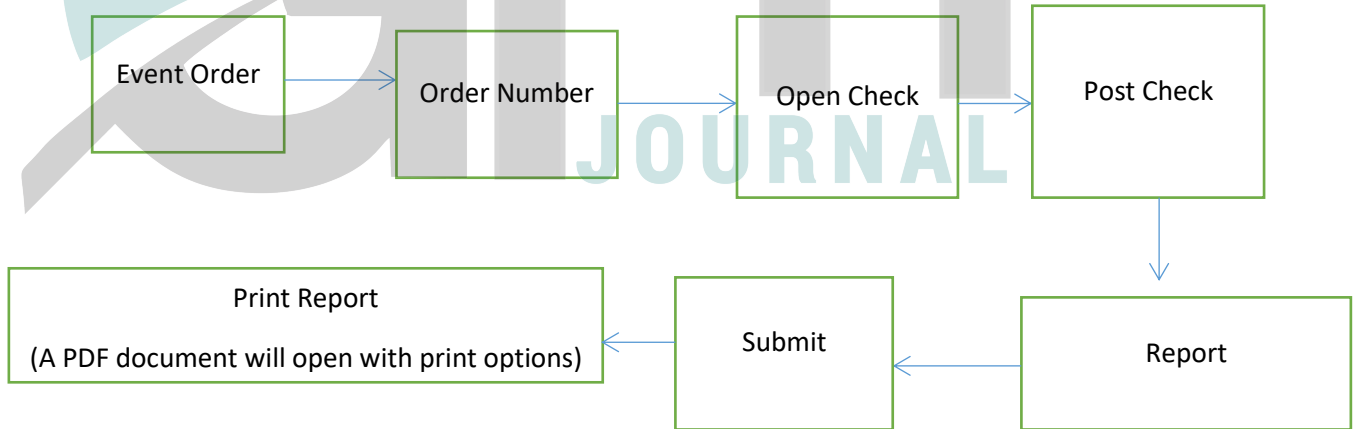 Event Order
Order Number
Open Check
Post Check
JOURNAL
Print Report
(A PDF document will open with print options)
Submit
Report